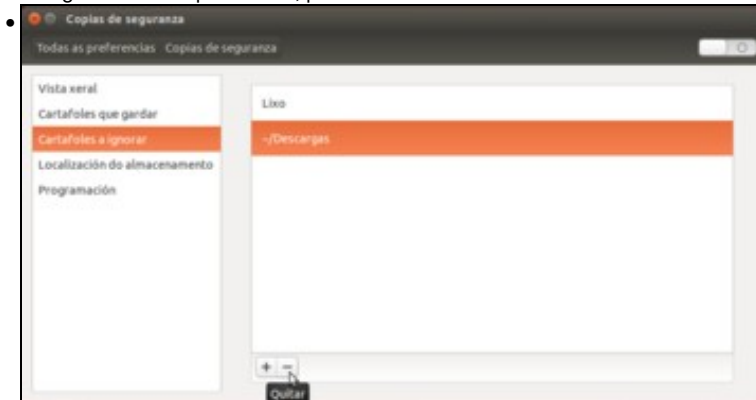 Copias de seguranza
Todas as preferencias Copias de seguranza
Vista xeral
Cartafoles que gardar
Cartafoles a ignorar
Localización do almacenamento
Programación
Lixo
~/Descargas
+ −
Quitar